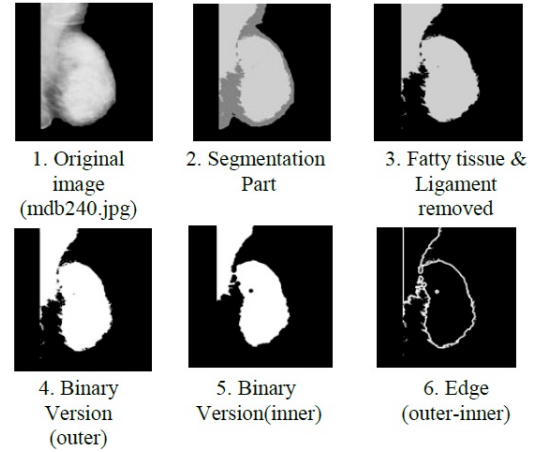 1. Original
image
(mdb240.jpg)
2. Segmentation
Part
3. Fatty tissue &
Ligament
removed
4. Binary
Version
(outer)
5. Binary
Version(inner)
6. Edge
(outer-inner)